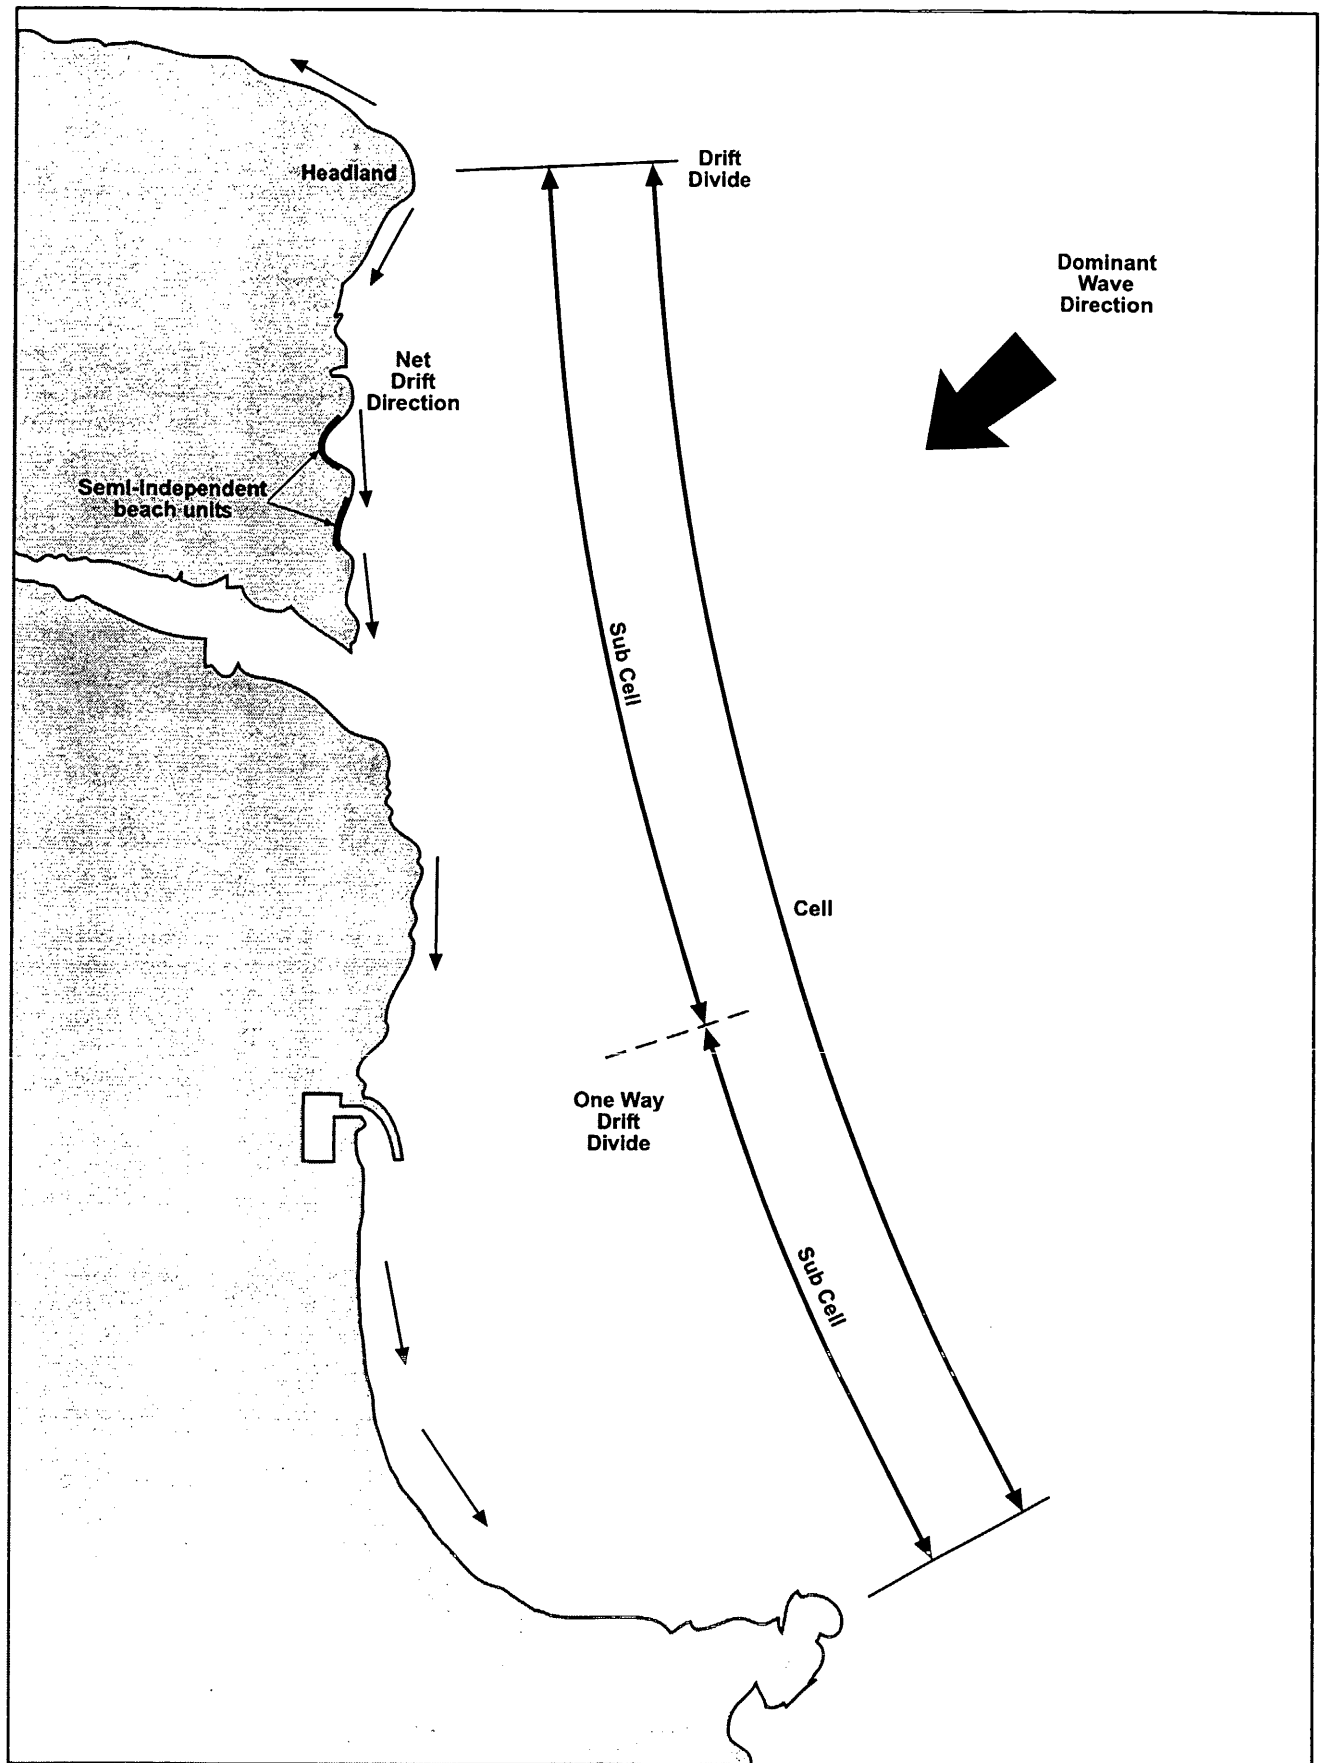 Headland
Drift
Divide
Dominant
Wave
Direction
Net
Drift
Direction
Semi-independent
beach units
Sub Cell
Cell
One Way
Drift
Divide
Sub Cell